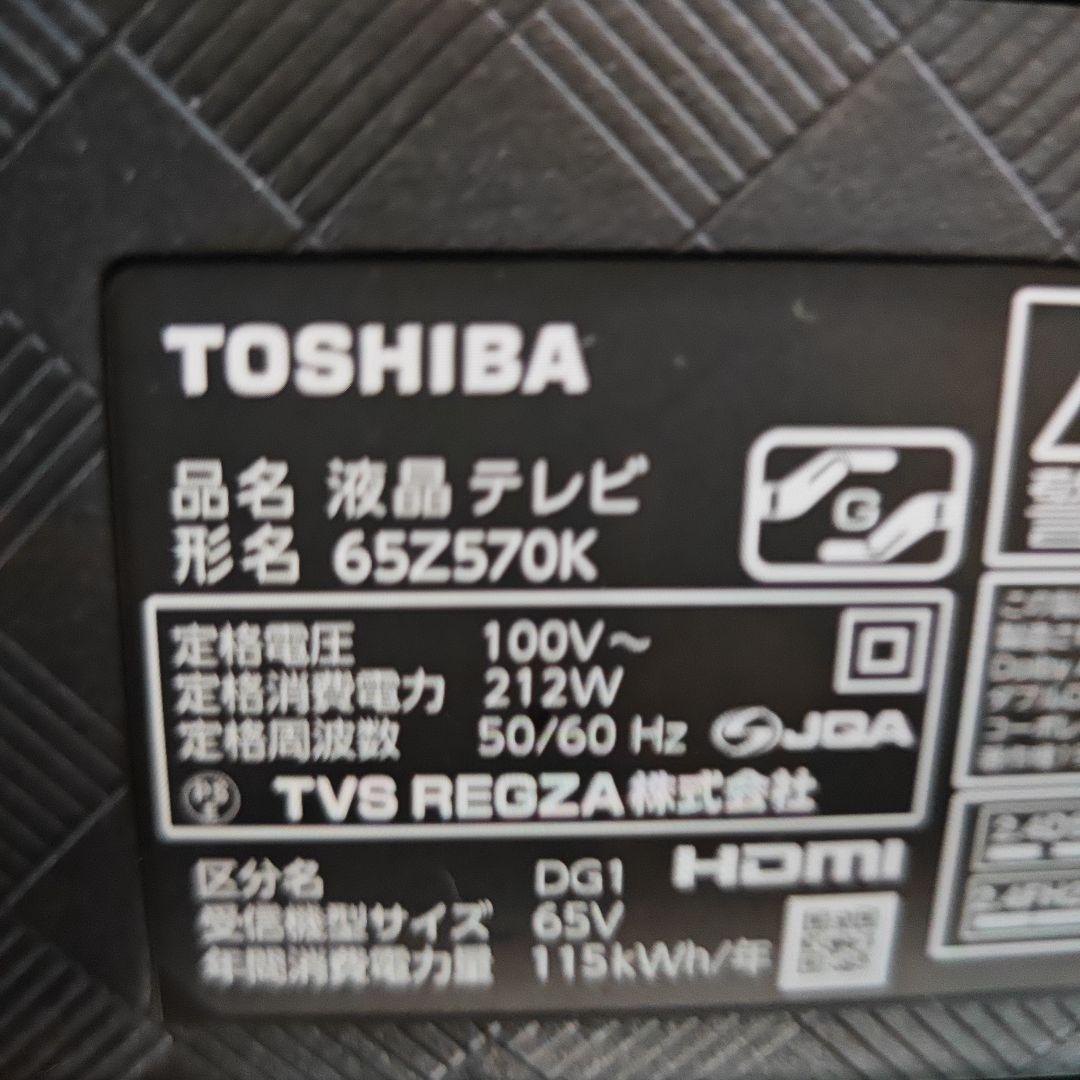 TOSHIBA
品名 液晶テレビ
形名 65Z570K
G
定格電圧 100V～
定格消費電力 212W
定格周波数 50/60 Hz
JQA
PSE
TVS REGZA株式会社
HDMI
区分名 DG1
受信機型サイズ 65V
年間消費電力量 115kWh/年